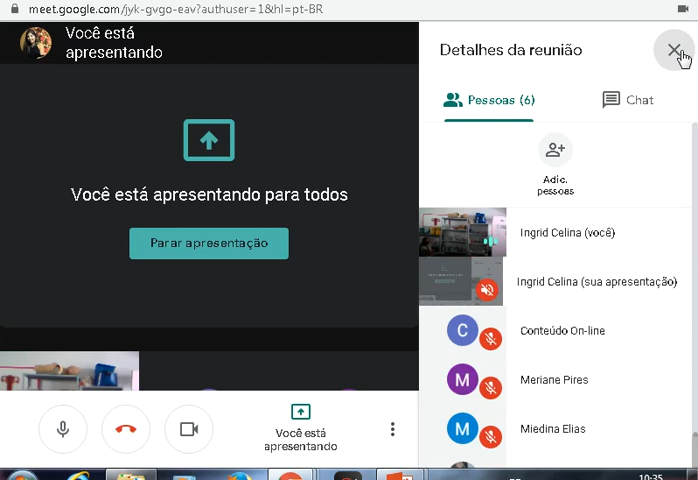 meet.google.com/jyk-gvgo-eav?authuser=1&hl=pt-BR
Você está
apresentando
Você está apresentando para todos
Parar apresentação
Você está
apresentando
Detalhes da reunião
Pessoas (6)
Chat
Adic.
pessoas
Ingrid Celina (você)
Ingrid Celina (sua apresentação)
C
Conteúdo On-line
M
Meriane Pires
M
Miedina Elias
10:35